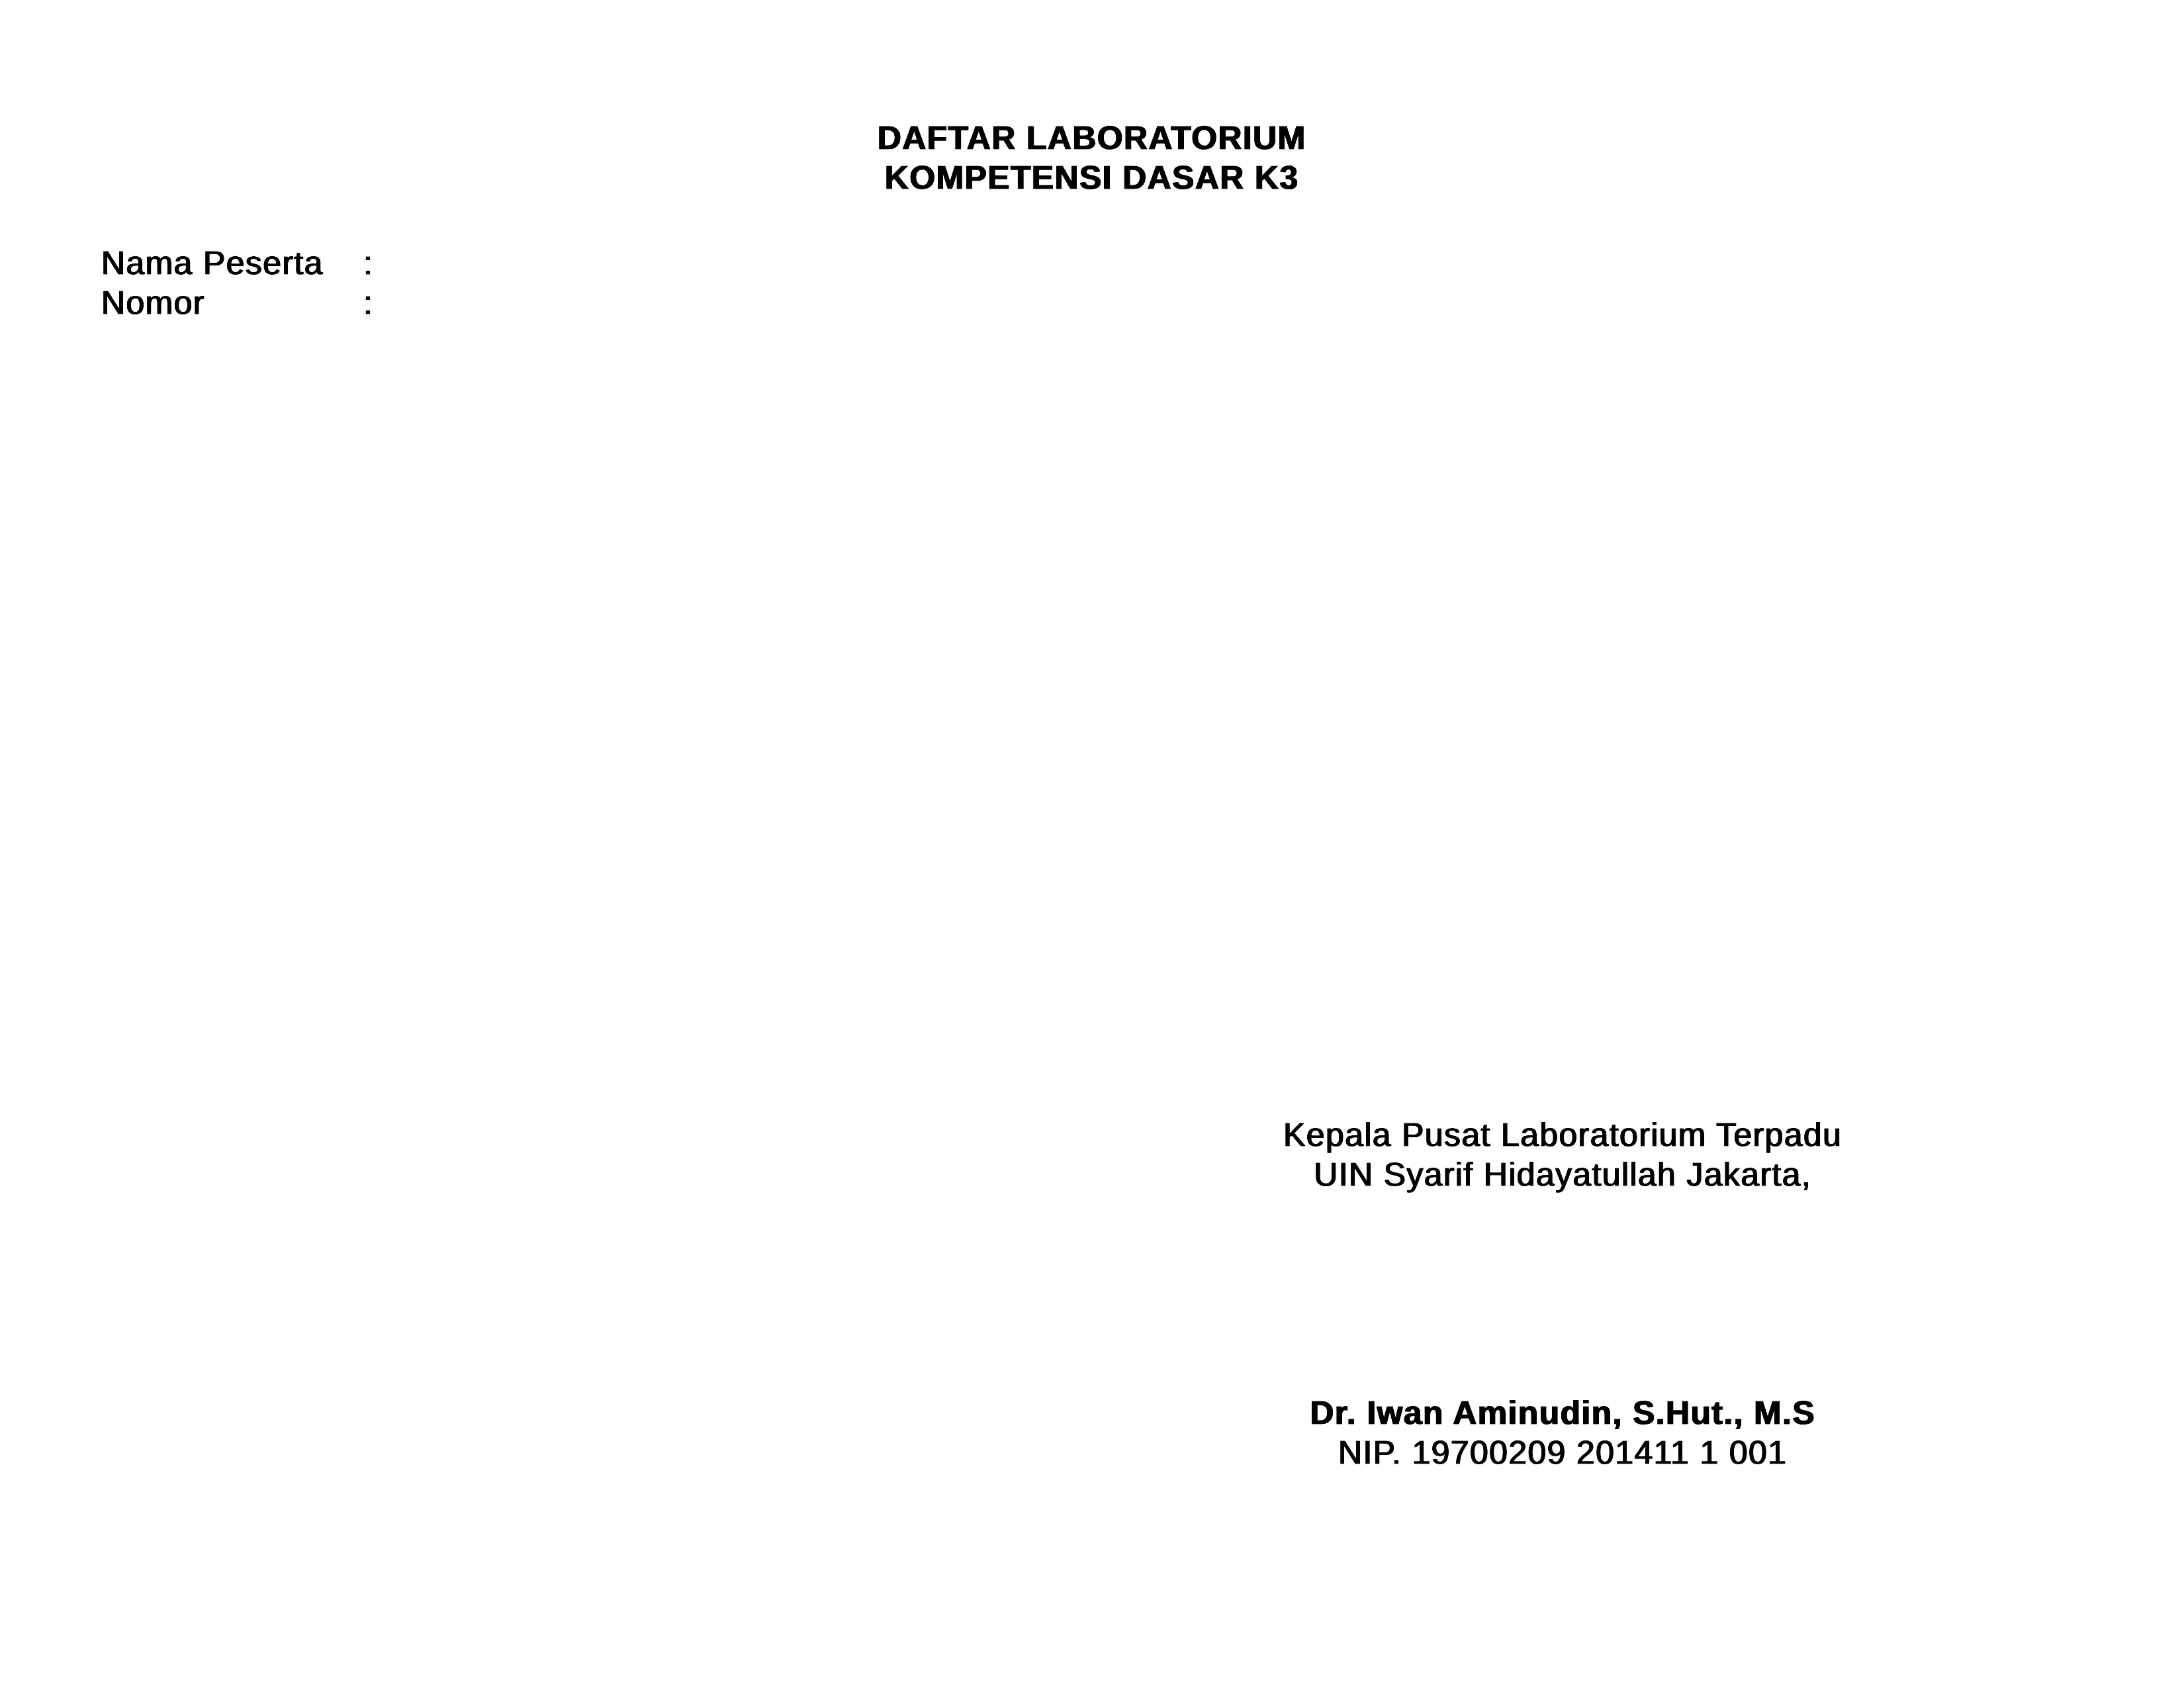 DAFTAR LABORATORIUM
KOMPETENSI DASAR K3
Nama Peserta :
Nomor :
Kepala Pusat Laboratorium Terpadu
UIN Syarif Hidayatullah Jakarta,
Dr. Iwan Aminudin, S.Hut., M.S
NIP. 19700209 201411 1 001